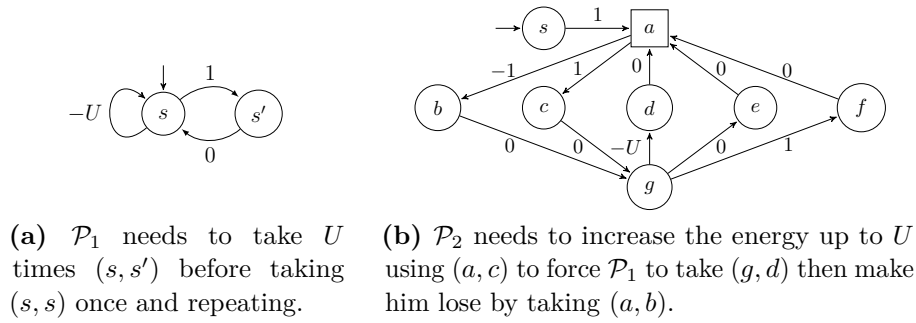 s
1
a
-1
1
0
0
0
-U
1
s
s′
0
b
c
d
e
f
0
0
-U
0
1
g
(a) P₁ needs to take U
times (s, s′) before taking
(s, s) once and repeating.
(b) P₂ needs to increase the energy up to U
using (a, c) to force P₁ to take (g, d) then make
him lose by taking (a, b).